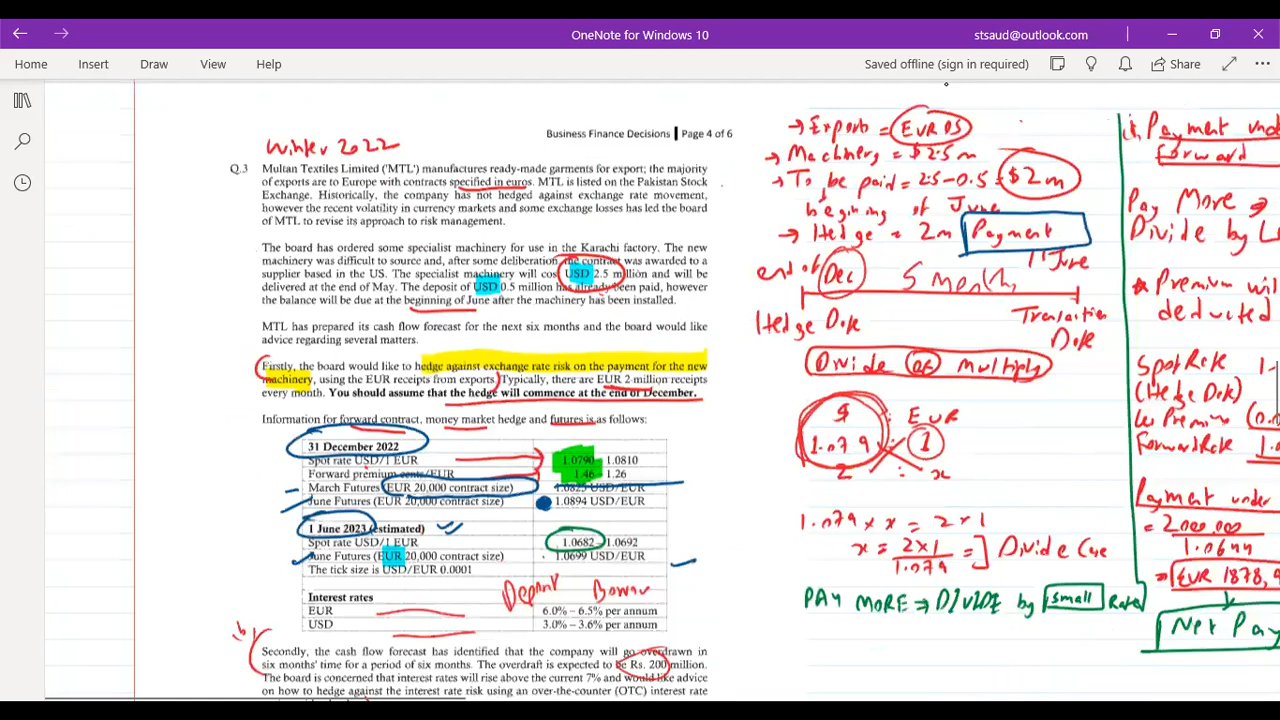 OneNote for Windows 10
stsaud@outlook.com
Home Insert Draw View Help
Saved offline (sign in required)
Share
Winter 2022
Business Finance Decisions | Page 4 of 6
Q.3 Multan Textiles Limited ('MTL') manufactures ready-made garments for export; the majority
of exports are to Europe with contracts specified in euros. MTL is listed on the Pakistan Stock
Exchange. Historically, the company has not hedged against exchange rate movement,
however the recent volatility in currency markets and some exchange losses has led the board
of MTL to revise its approach to risk management.
The board has ordered some specialist machinery for use in the Karachi factory. The new
machinery was difficult to source and, after some deliberation, the contract was awarded to a
supplier based in the US. The specialist machinery will cost USD 2.5 million and will be
delivered at the end of May. The deposit of USD 0.5 million has already been paid, however
the balance will be due at the beginning of June after the machinery has been installed.
MTL has prepared its cash flow forecast for the next six months and the board would like
advice regarding several matters.
Firstly, the board would like to hedge against exchange rate risk on the payment for the new
machinery, using the EUR receipts from exports. Typically, there are EUR 2 million receipts
every month. You should assume that the hedge will commence at the end of December.
Information for forward contract, money market hedge and futures is as follows:
31 December 2022
Spot rate USD/1 EUR 1.0790 – 1.0810
Forward premium cents/EUR 1.46 – 1.26
March Futures (EUR 20,000 contract size) 1.0825 USD/EUR
June Futures (EUR 20,000 contract size) 1.0894 USD/EUR
1 June 2023 (estimated)
Spot rate USD/1 EUR 1.0682 – 1.0692
June Futures (EUR 20,000 contract size) 1.0699 USD/EUR
The tick size is USD/EUR 0.0001
Deposit Borrow
Interest rates
EUR 6.0% – 6.5% per annum
USD 3.0% – 3.6% per annum
b)
Secondly, the cash flow forecast has identified that the company will go overdrawn in
six months' time for a period of six months. The overdraft is expected to be Rs. 200 million.
The board is concerned that interest rates will rise above the current 7% and would like advice
on how to hedge against the interest rate risk using an over-the-counter (OTC) interest rate
→ Exports = EUROS
→ Machinery = $2.5 m
→ To be paid = 2.5-0.5 = $2m
begining of June
→ Hedge = 2m Payment
1st June
end of Dec 5 month
Hedge Date Transaction
Date
Divide or multiply
$ : EUR
1.079 : 1
2 : x
1.079 × x = 2×1
x = 2×1 = Divide Case
1.079
PAY MORE ⇒ DIVIDE by small Rate
i, Payment und
forward
Pay More ⇒
Divide by
* Premium will
deducted
Spot Rate
(Hedge Date)
Less Premium (0.0
Forward Rate
Payment under
= 2000,000
1.0644
= EUR 1878,9
Net Pay